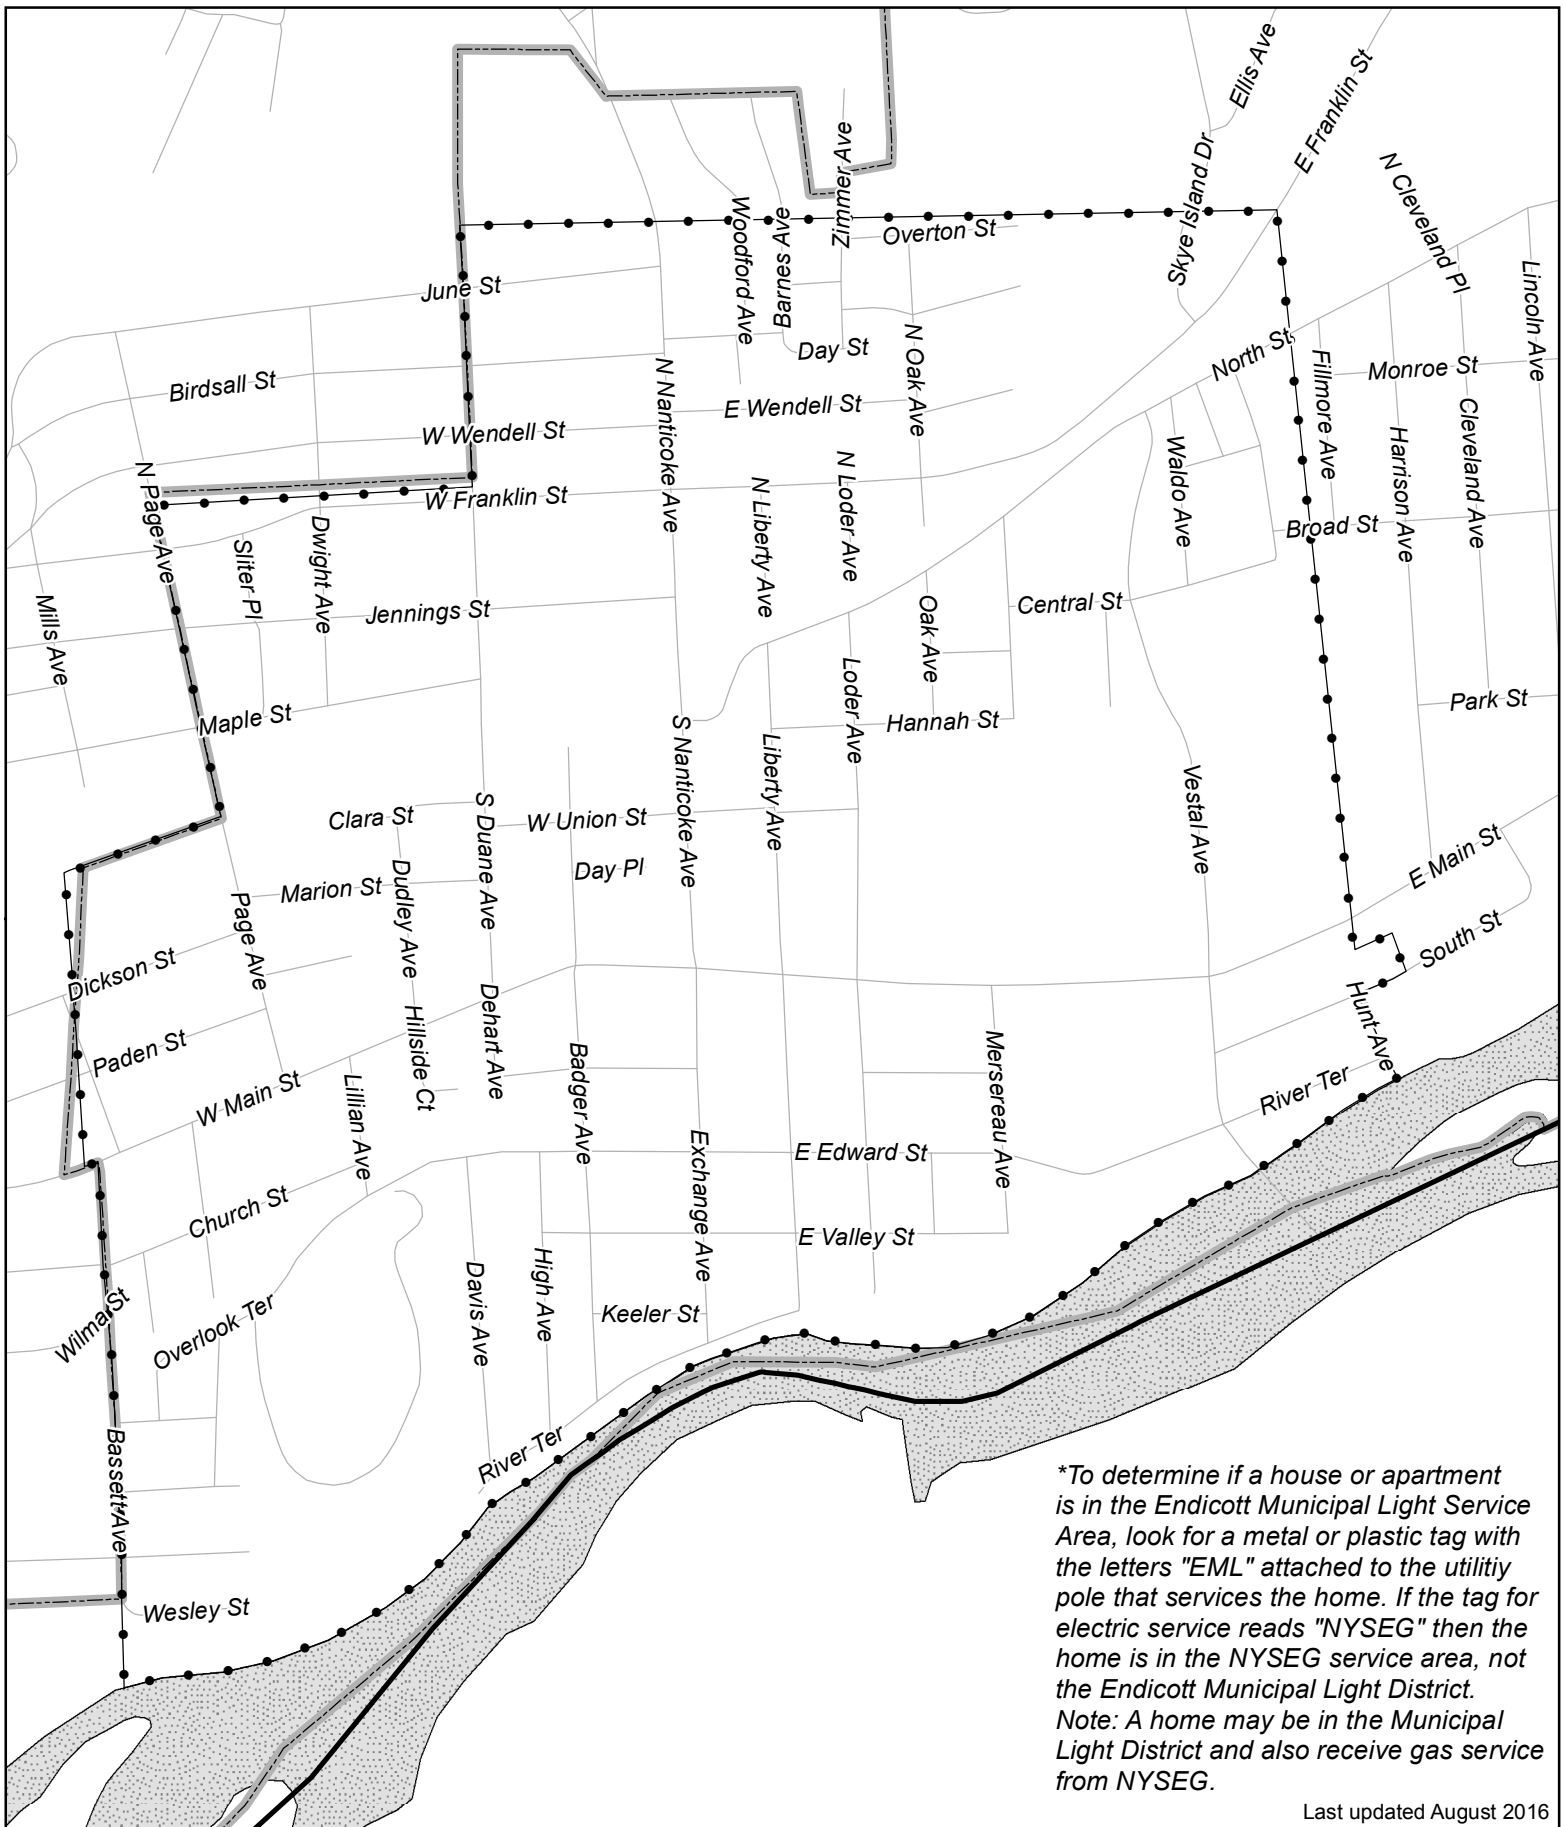 Ellis Ave
E Franklin St
N Cleveland Pl
Skye Island Dr
Zimmer Ave
Woodford Ave
Barnes Ave
Overton St
Lincoln Ave
June St
Day St
N Oak Ave
North St
Fillmore Ave
Monroe St
Birdsall St
N Nanticoke Ave
E Wendell St
Cleveland Ave
W Wendell St
Harrison Ave
Waldo Ave
N Page Ave
W Franklin St
N Liberty Ave
N Loder Ave
Broad St
Sliter Pl
Dwight Ave
Mills Ave
Jennings St
Oak Ave
Central St
Maple St
Loder Ave
Hannah St
Park St
S Nanticoke Ave
Liberty Ave
Vestal Ave
Clara St
S Duane Ave
W Union St
E Main St
Day Pl
Marion St
Dudley Ave
Page Ave
South St
Dickson St
Hunt Ave
Dehart Ave
Hillside Ct
Paden St
Badger Ave
Mersereau Ave
W Main St
Lillian Ave
River Ter
Exchange Ave
E Edward St
Church St
E Valley St
High Ave
Davis Ave
Wilma St
Overlook Ter
Keeler St
Bassett Ave
River Ter
Wesley St
*To determine if a house or apartment
is in the Endicott Municipal Light Service
Area, look for a metal or plastic tag with
the letters "EML" attached to the utilitiy
pole that services the home. If the tag for
electric service reads "NYSEG" then the
home is in the NYSEG service area, not
the Endicott Municipal Light District.
Note: A home may be in the Municipal
Light District and also receive gas service
from NYSEG.
Last updated August 2016